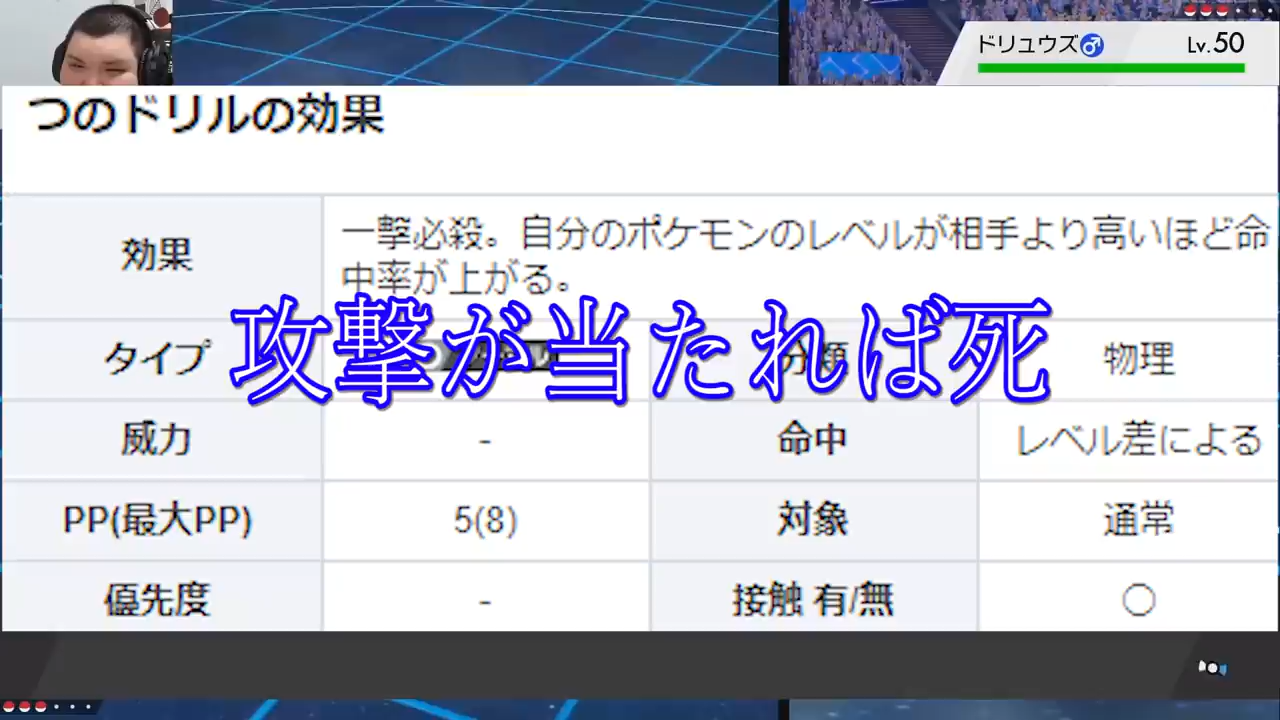 ドリュウズ♂ Lv.50
つのドリルの効果
効果 一撃必殺。自分のポケモンのレベルが相手より高いほど命
中率が上がる。
攻撃が当たれば死
タイプ 分類 物理
威力 - 命中 レベル差による
PP(最大PP) 5(8) 対象 通常
優先度 - 接触 有/無 ○